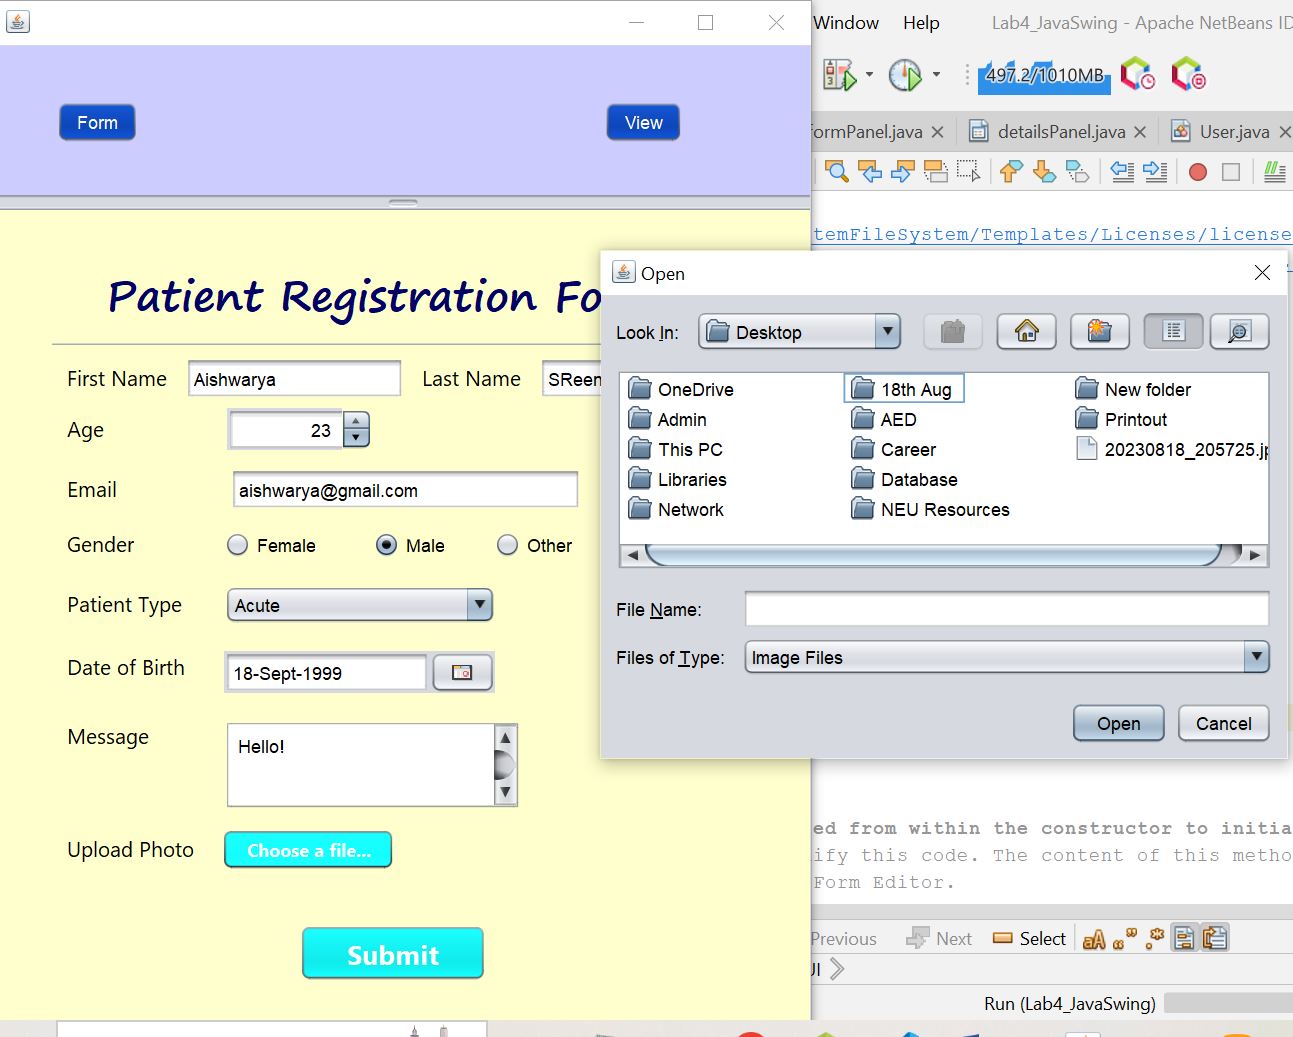 Window Help Lab4_JavaSwing - Apache NetBeans ID
497.2/1010MB
Form View
ormPanel.java detailsPanel.java User.java
temFileSystem/Templates/Licenses/license
Patient Registration Fo
First Name Aishwarya Last Name SReen
Age 23
Email aishwarya@gmail.com
Gender Female Male Other
Patient Type Acute
Date of Birth 18-Sept-1999
Message Hello!
Upload Photo Choose a file...
Submit
Open
Look In: Desktop
OneDrive 18th Aug New folder
Admin AED Printout
This PC Career 20230818_205725.jp
Libraries Database
Network NEU Resources
File Name:
Files of Type: Image Files
Open Cancel
ed from within the constructor to initia
ify this code. The content of this metho
Form Editor.
Previous Next Select
Run (Lab4_JavaSwing)